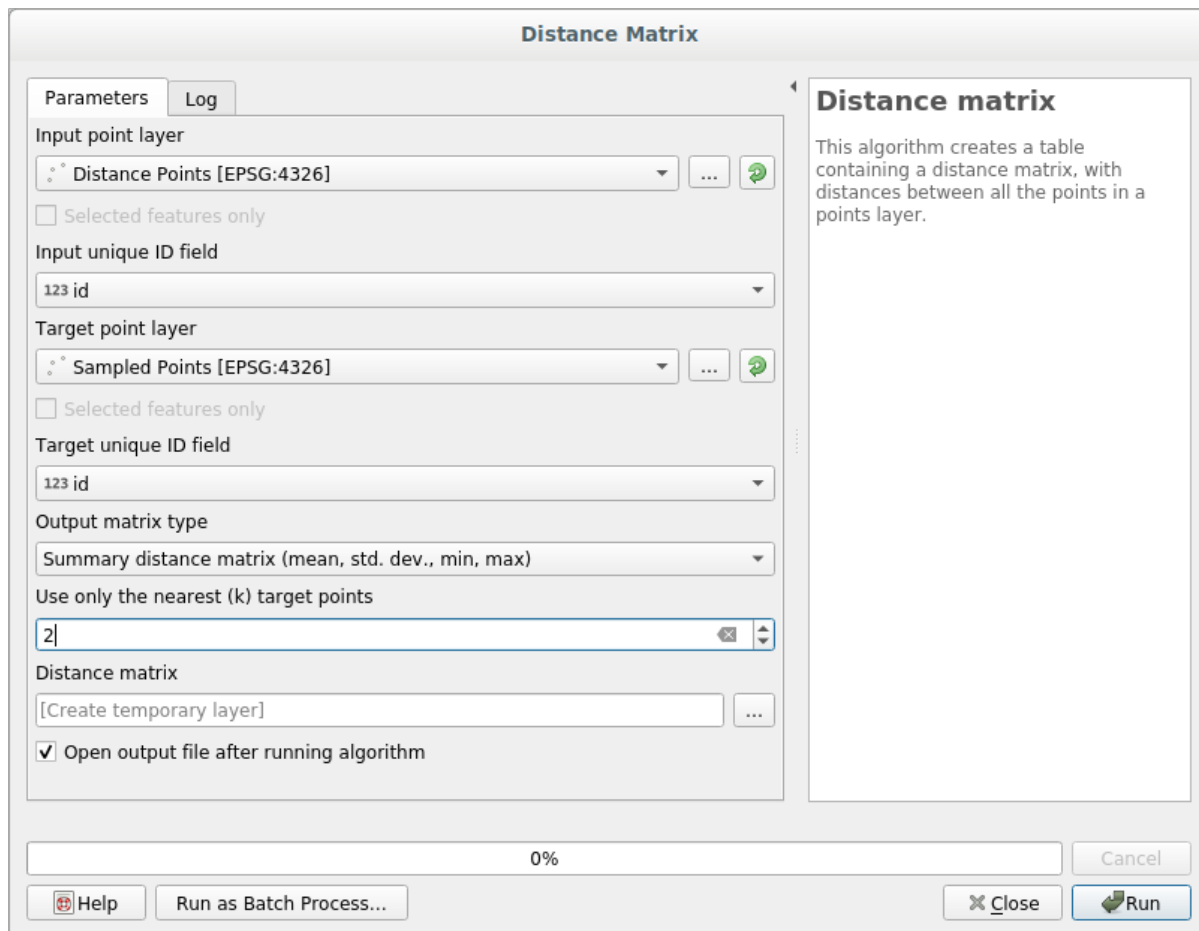 Distance Matrix
Parameters
Log
Input point layer
Distance Points [EPSG:4326]
...
Selected features only
Input unique ID field
123 id
Target point layer
Sampled Points [EPSG:4326]
...
Selected features only
Target unique ID field
123 id
Output matrix type
Summary distance matrix (mean, std. dev., min, max)
Use only the nearest (k) target points
2
Distance matrix
[Create temporary layer]
...
Open output file after running algorithm
Distance matrix
This algorithm creates a table
containing a distance matrix, with
distances between all the points in a
points layer.
0%
Cancel
Help
Run as Batch Process...
Close
Run